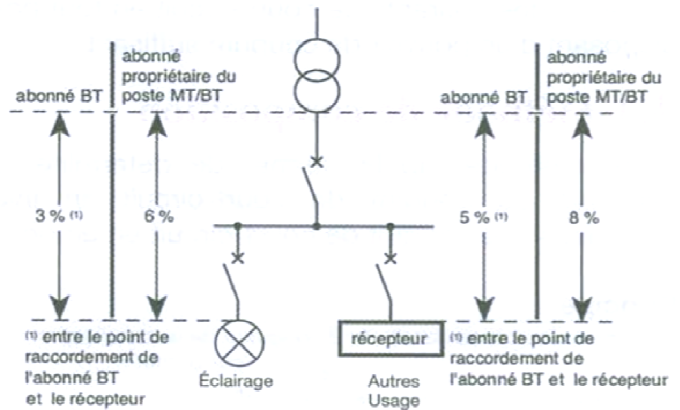 abonné
propriétaire du
poste MT/BT
abonné BT
abonné
propriétaire du
poste MT/BT
abonné BT
3 % (1)
6 %
5 % (1)
8 %
(1) entre le point de
raccordement de
l'abonné BT
et le récepteur
Éclairage
récepteur
Autres
Usage
(1) entre le point de
raccordement de
l'abonné BT et le récepteur